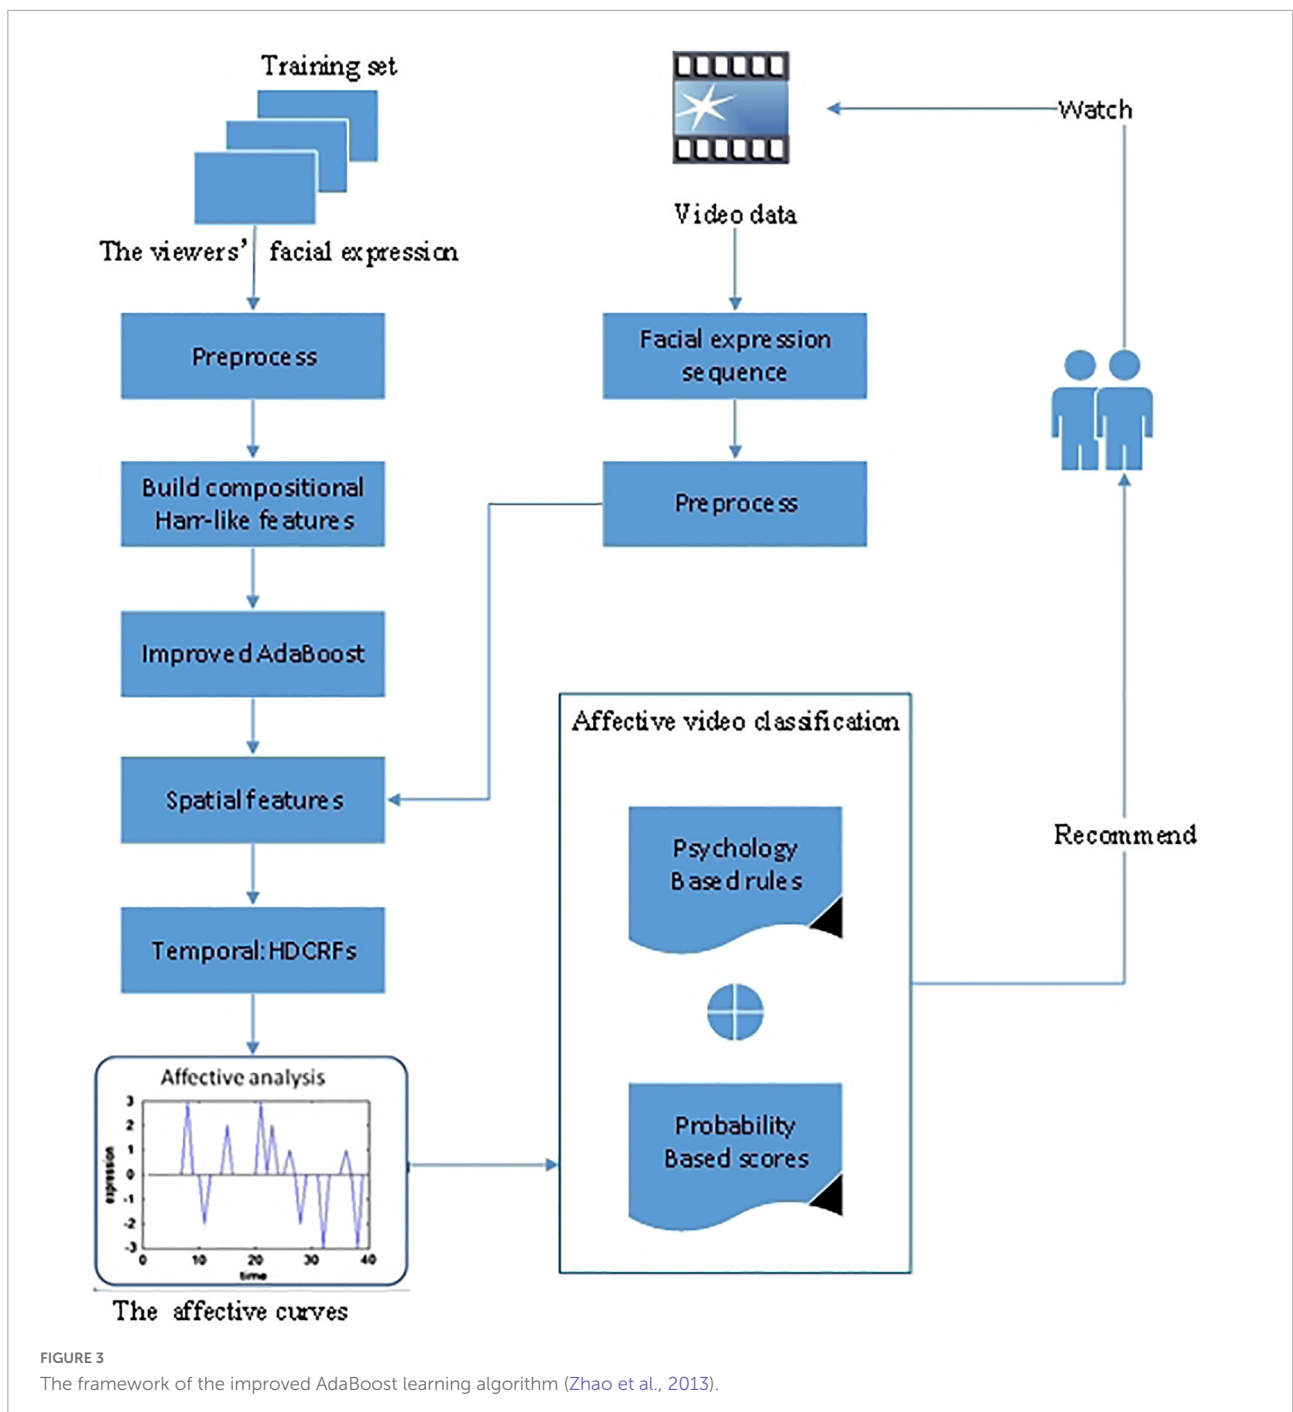 Training set
The viewers' facial expression
Preprocess
Build compositional
Harr-like features
Improved AdaBoost
Spatial features
Temporal:HDCRFs
Affective analysis
3
2
1
0
-1
-2
-3
expression
0 10 20 30 40
time
The affective curves
Video data
Facial expression
sequence
Preprocess
Affective video classification
Psychology
Based rules
Probability
Based scores
Watch
Recommend
FIGURE 3
The framework of the improved AdaBoost learning algorithm (Zhao et al., 2013).